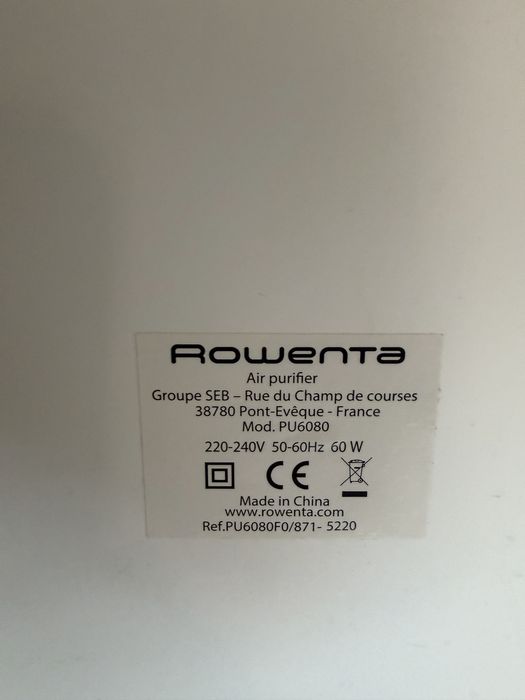 Rowenta
Air purifier
Groupe SEB – Rue du Champ de courses
38780 Pont-Evêque - France
Mod. PU6080
220-240V 50-60Hz 60 W
CE
Made in China
www.rowenta.com
Ref.PU6080F0/871- 5220